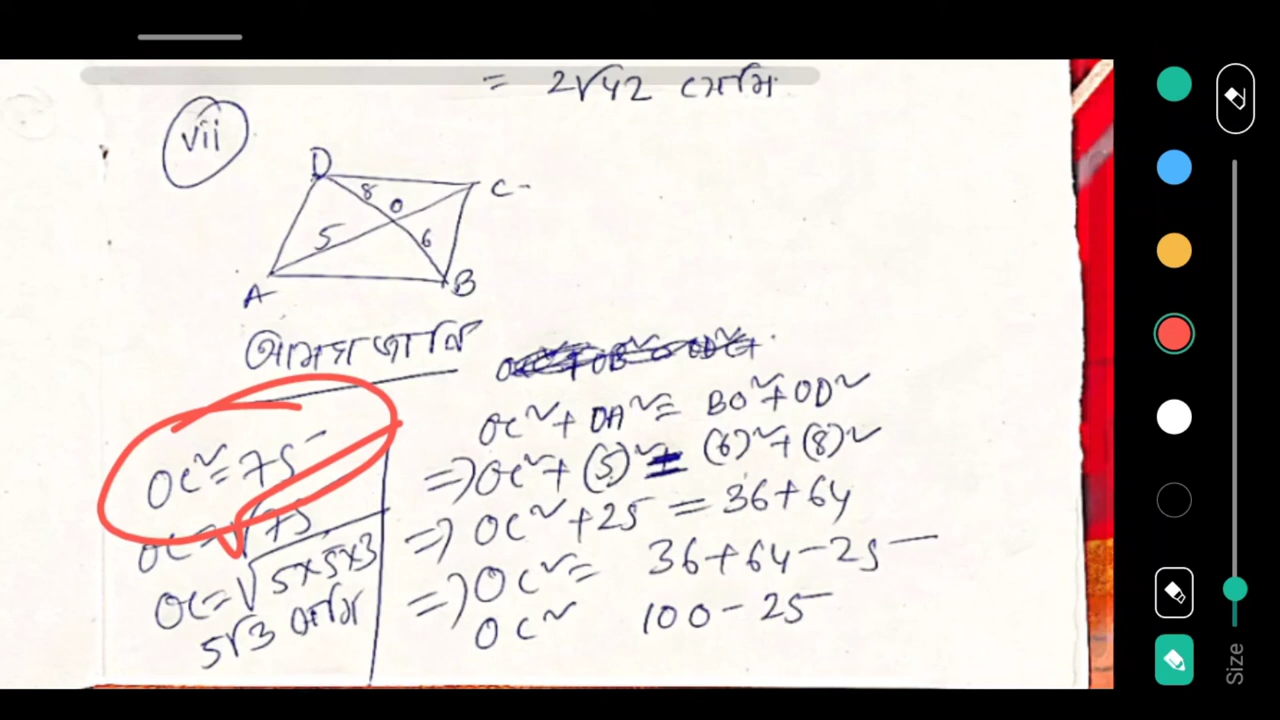 = 2√42 সেমি
vii
D
8 0 C
5 6
A B
আমরা জানি
OC² + OA² = BO² + OD²
=> OC² + (5)² = (6)² + (8)²
=> OC² + 25 = 36 + 64
=> OC² = 36 + 64 - 25
OC² 100 - 25
OC² = 75
OC = √75
OC = √5×5×3
5√3 সেমি
Size